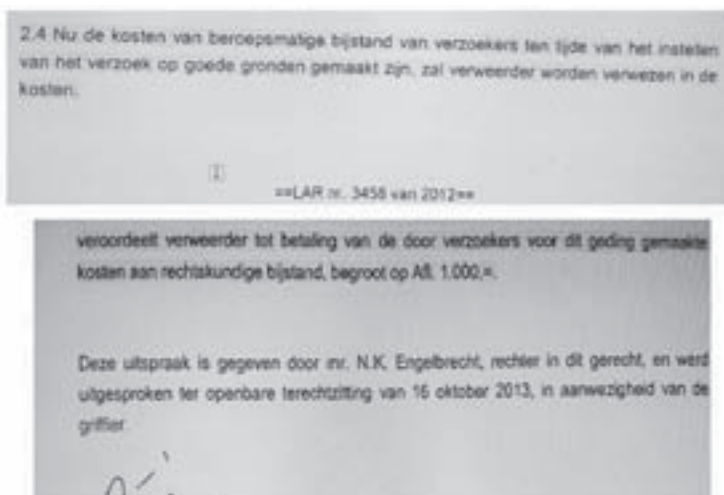 2.4 Nu de kosten van beroepsmatige bijstand van verzoekers ten tijde van het instellen
van het verzoek op goede gronden gemaakt zijn, zal verweerder worden verwezen in de
kosten.
==LAR nr. 3458 van 2012==
veroordeelt verweerder tot betaling van de door verzoekers voor dit geding gemaakte
kosten aan rechtskundige bijstand, begroot op Afl. 1.000,=.
Deze uitspraak is gegeven door mr. N.K. Engelbrecht, rechter in dit gerecht, en werd
uitgesproken ter openbare terechtzitting van 16 oktober 2013, in aanwezigheid van de
griffier.